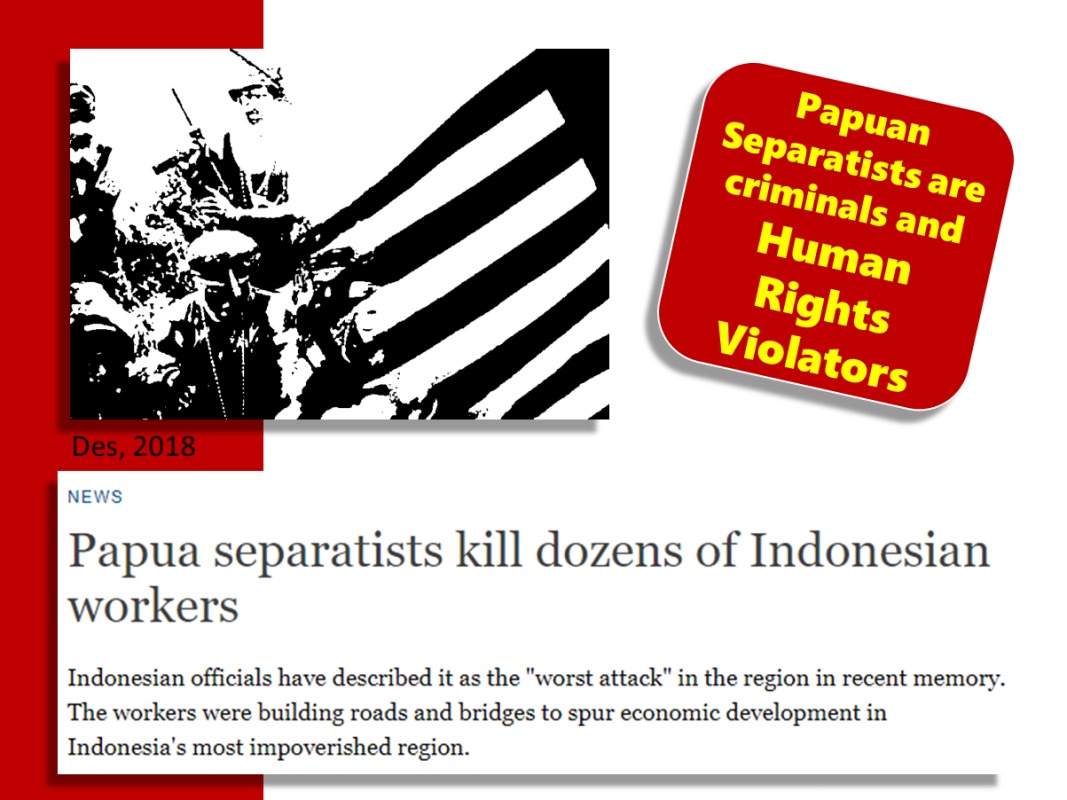 Papuan
Separatists are
criminals and
Human
Rights
Violators
Des, 2018
NEWS
Papua separatists kill dozens of Indonesian
workers
Indonesian officials have described it as the "worst attack" in the region in recent memory.
The workers were building roads and bridges to spur economic development in
Indonesia's most impoverished region.